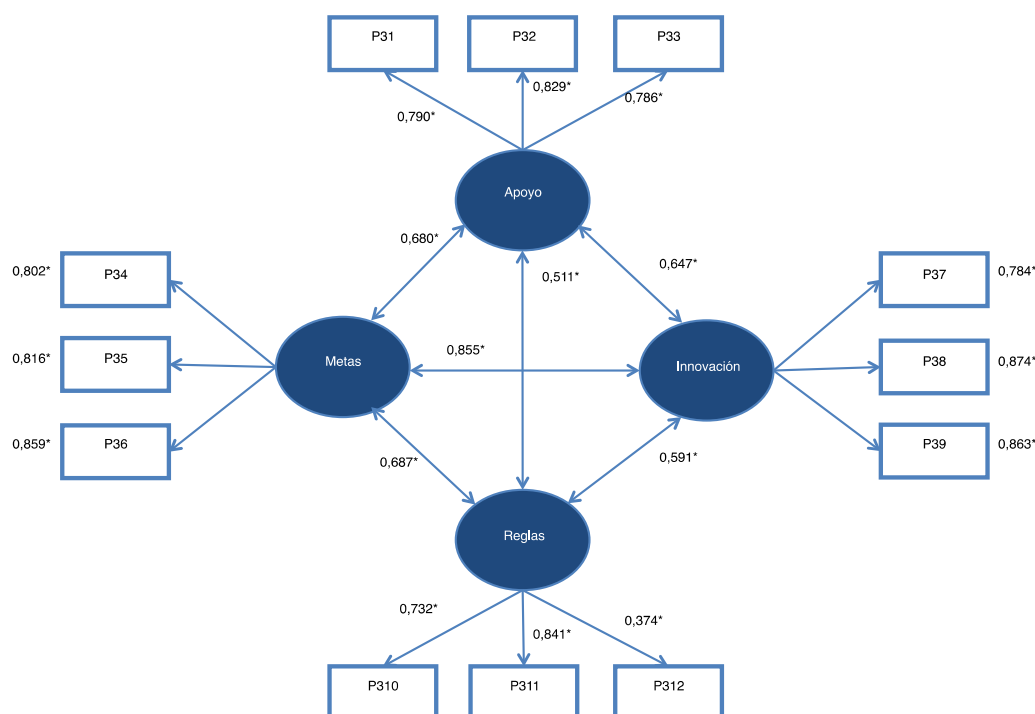 P31
P32
P33
0,790*
0,829*
0,786*
Apoyo
0,680*
0,511*
0,647*
0,802*
P34
P37
0,784*
0,816*
P35
Metas
0,855*
Innovación
P38
0,874*
0,859*
P36
P39
0,863*
0,687*
0,591*
Reglas
0,732*
0,841*
0,374*
P310
P311
P312